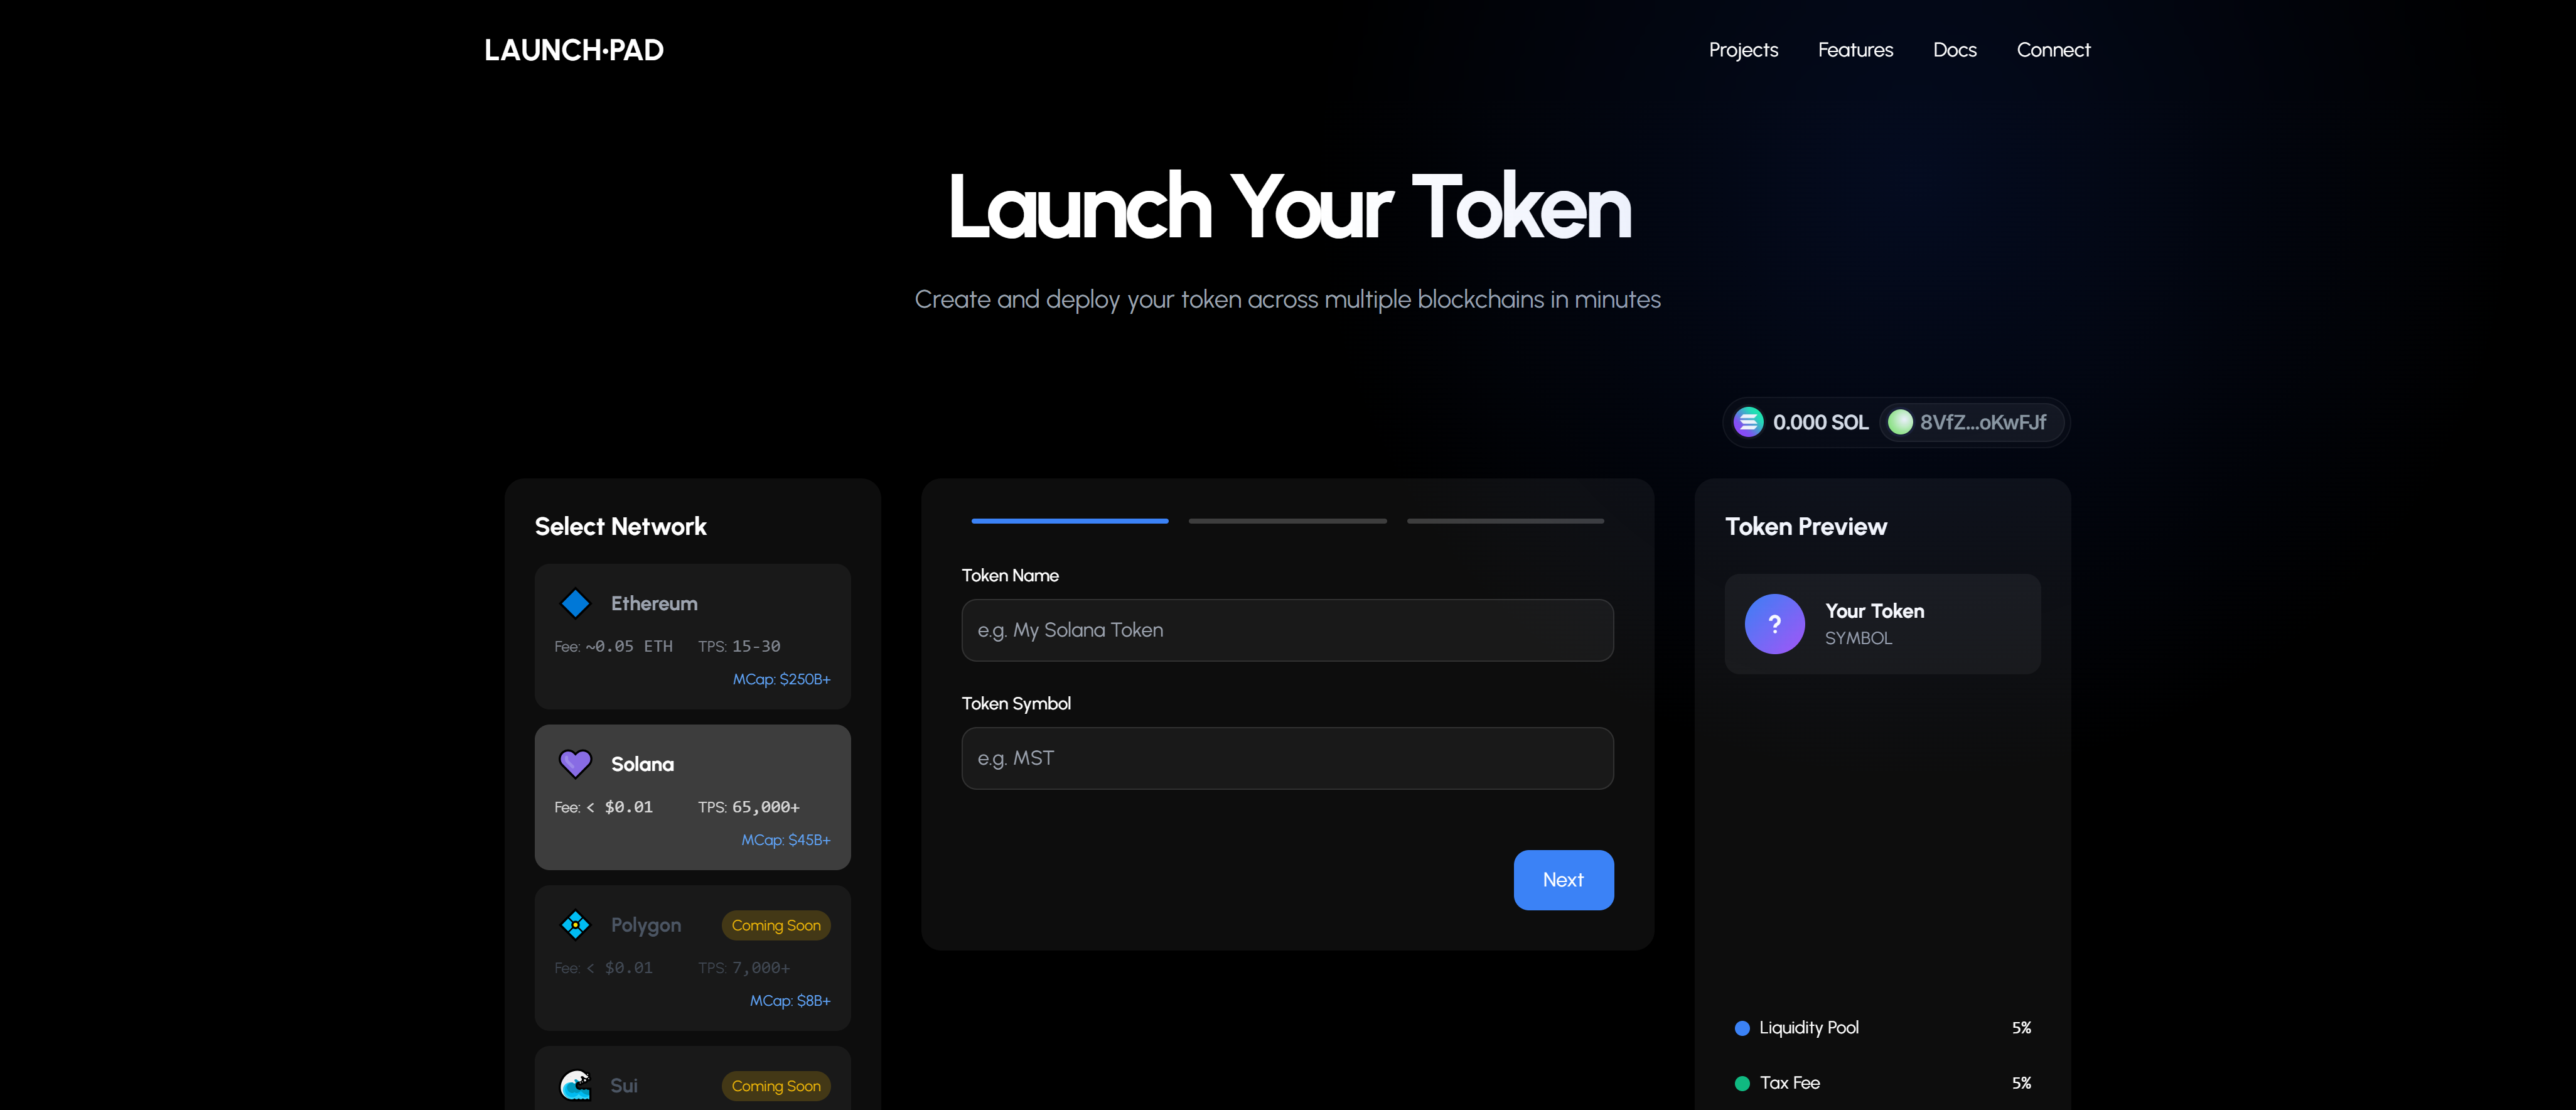 LAUNCH•PAD
Projects Features Docs Connect
Launch Your Token
Create and deploy your token across multiple blockchains in minutes
0.000 SOL 8VfZ...oKwFJf
Select Network
Ethereum
Fee: ~0.05 ETH TPS: 15-30
MCap: $250B+
Solana
Fee: < $0.01 TPS: 65,000+
MCap: $45B+
Polygon Coming Soon
Fee: < $0.01 TPS: 7,000+
MCap: $8B+
Sui Coming Soon
Token Name
e.g. My Solana Token
Token Symbol
e.g. MST
Next
Token Preview
?
Your Token
SYMBOL
Liquidity Pool 5%
Tax Fee 5%